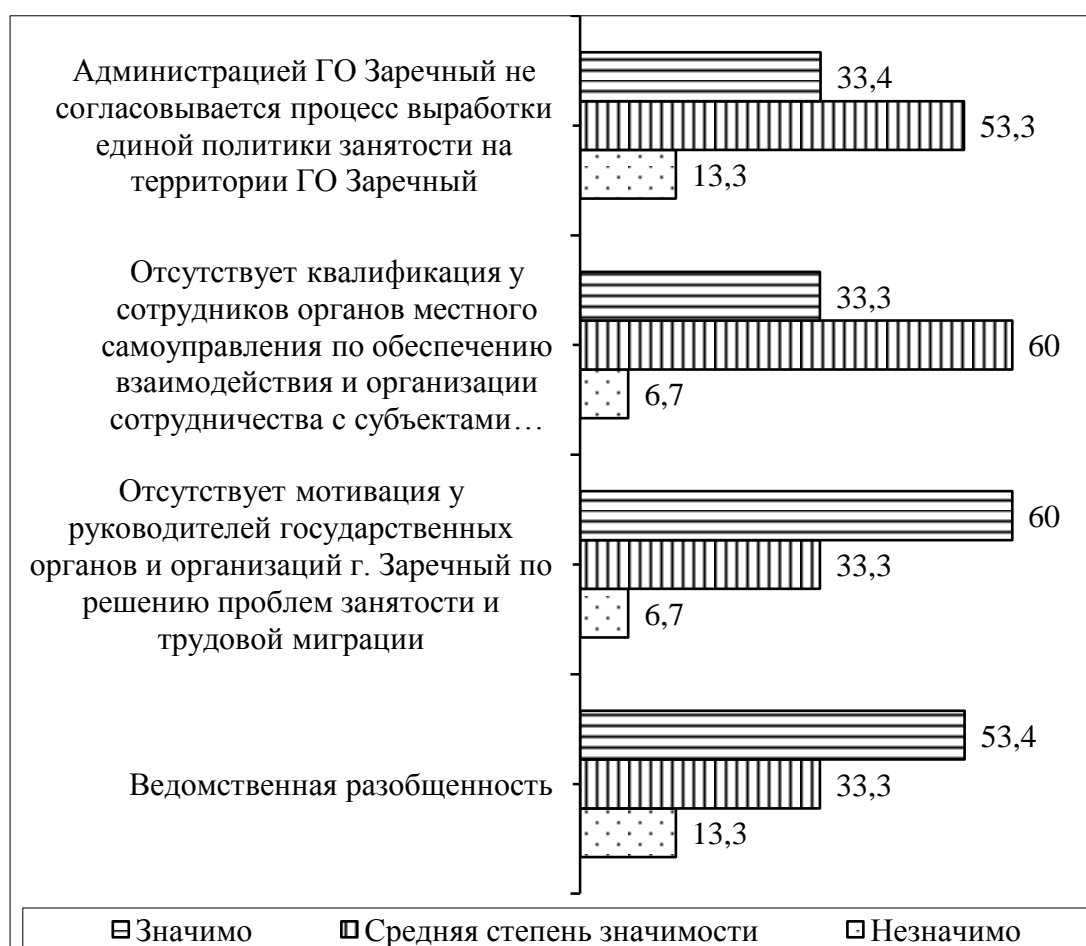 Администрацией ГО Заречный не
согласовывается процесс выработки
единой политики занятости на
территории ГО Заречный
33,4
53,3
13,3
Отсутствует квалификация у
сотрудников органов местного
самоуправления по обеспечению
взаимодействия и организации
сотрудничества с субъектами…
33,3
60
6,7
Отсутствует мотивация у
руководителей государственных
органов и организаций г. Заречный по
решению проблем занятости и
трудовой миграции
60
33,3
6,7
Ведомственная разобщенность
53,4
33,3
13,3
Значимо Средняя степень значимости Незначимо